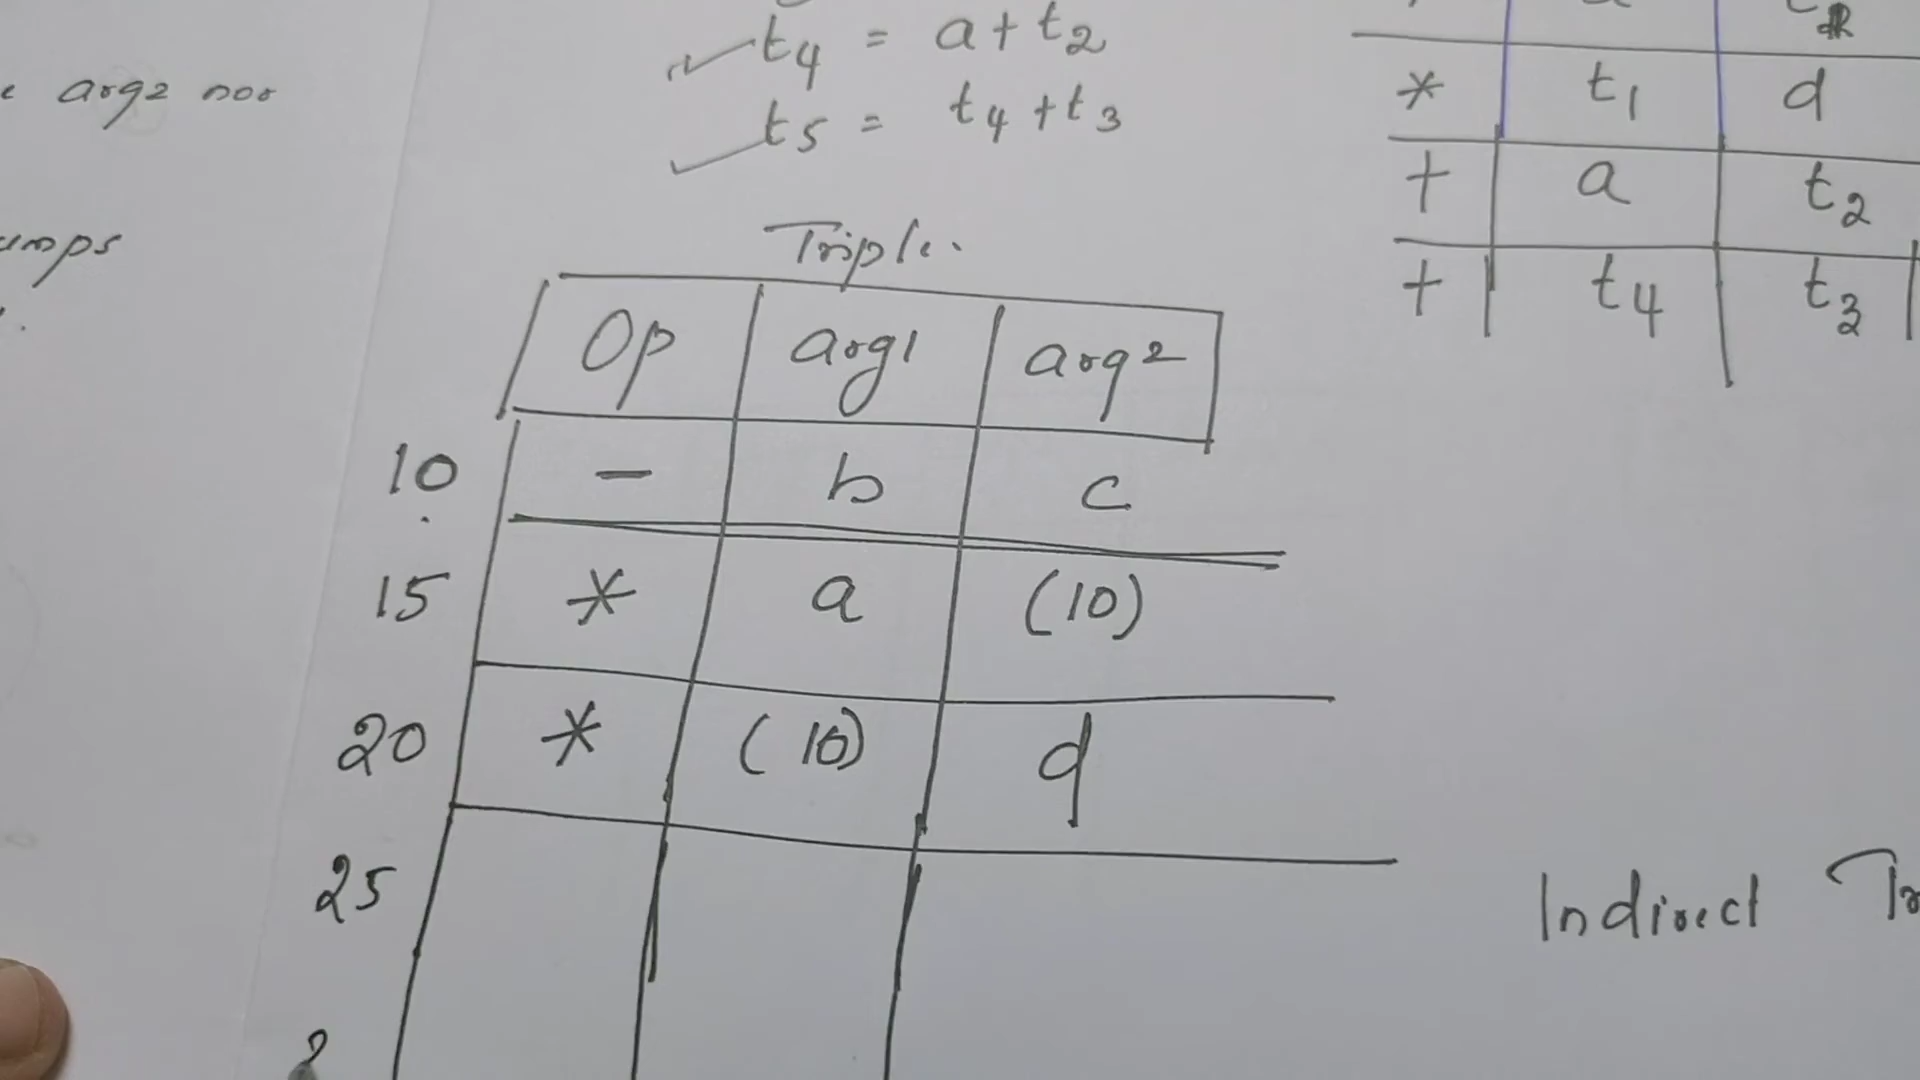 t4 = a + t2
t5 = t4 + t3
arg2 nor
* t1 d
+ a t2
+ t4 t3
Triple.
Op arg1 arg2
10 - b c
15 * a (10)
20 * (10) d
25
Indirect